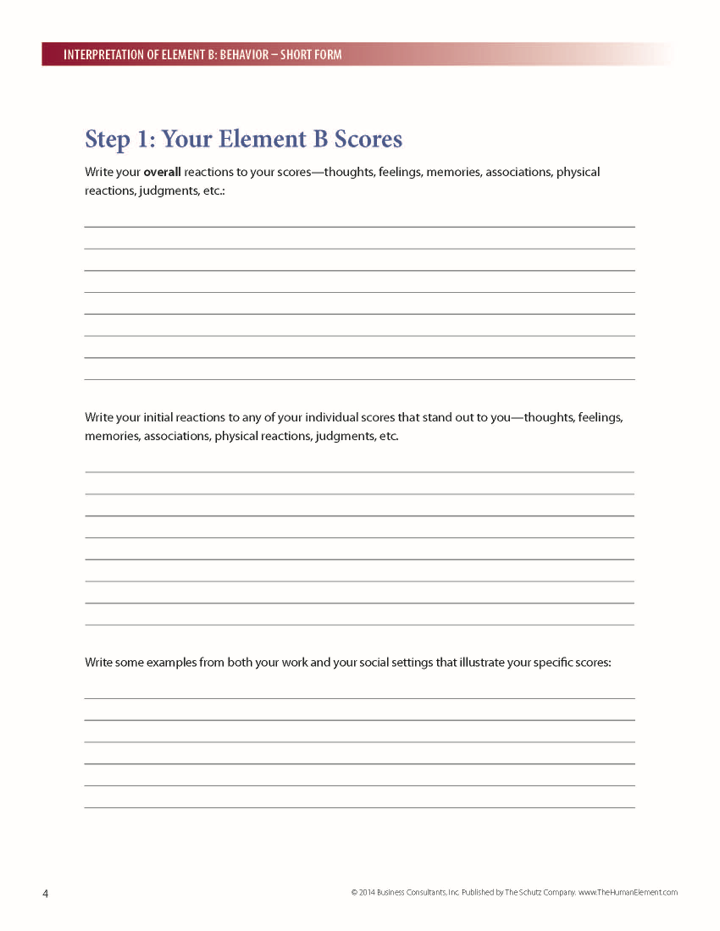 INTERPRETATION OF ELEMENT B: BEHAVIOR – SHORT FORM
Step 1: Your Element B Scores
Write your overall reactions to your scores—thoughts, feelings, memories, associations, physical
reactions, judgments, etc.:
Write your initial reactions to any of your individual scores that stand out to you—thoughts, feelings,
memories, associations, physical reactions, judgments, etc.
Write some examples from both your work and your social settings that illustrate your specific scores:
4
© 2014 Business Consultants, Inc. Published by The Schutz Company. www.TheHumanElement.com